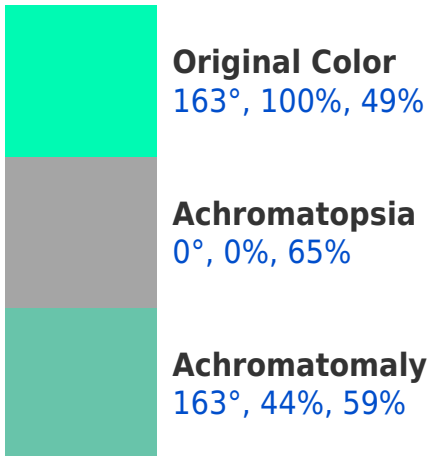 Original Color
163°, 100%, 49%
Achromatopsia
0°, 0%, 65%
Achromatomaly
163°, 44%, 59%